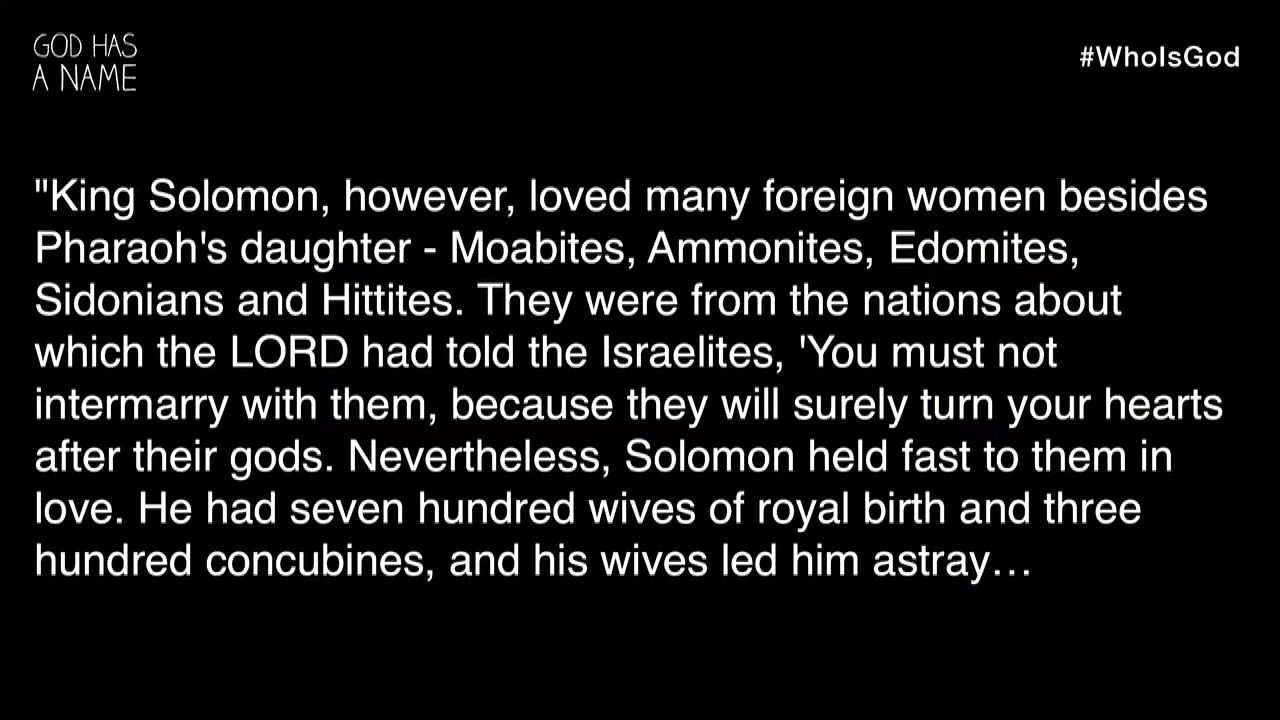 GOD HAS
A NAME
#WhoIsGod
"King Solomon, however, loved many foreign women besides
Pharaoh's daughter - Moabites, Ammonites, Edomites,
Sidonians and Hittites. They were from the nations about
which the LORD had told the Israelites, 'You must not
intermarry with them, because they will surely turn your hearts
after their gods. Nevertheless, Solomon held fast to them in
love. He had seven hundred wives of royal birth and three
hundred concubines, and his wives led him astray…